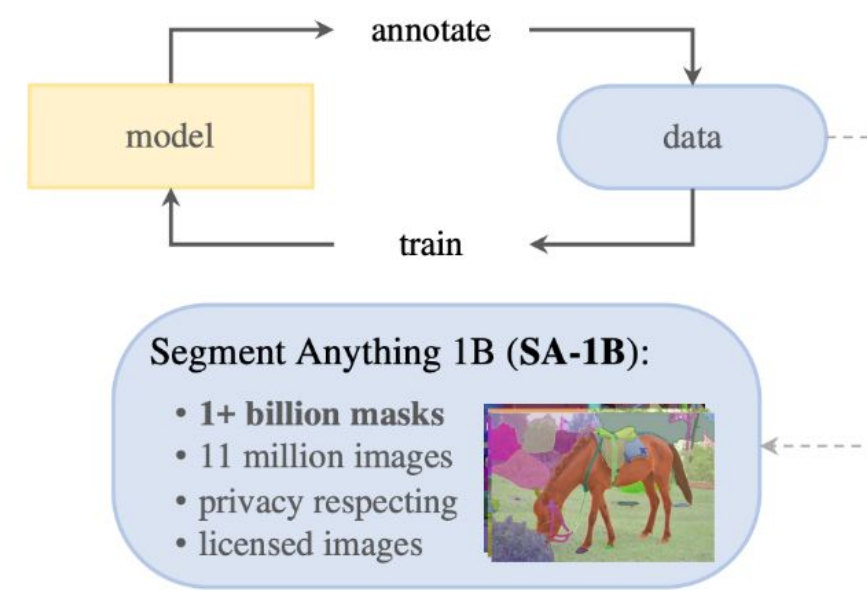 annotate
model
data
train
Segment Anything 1B (SA-1B):
• 1+ billion masks
• 11 million images
• privacy respecting
• licensed images